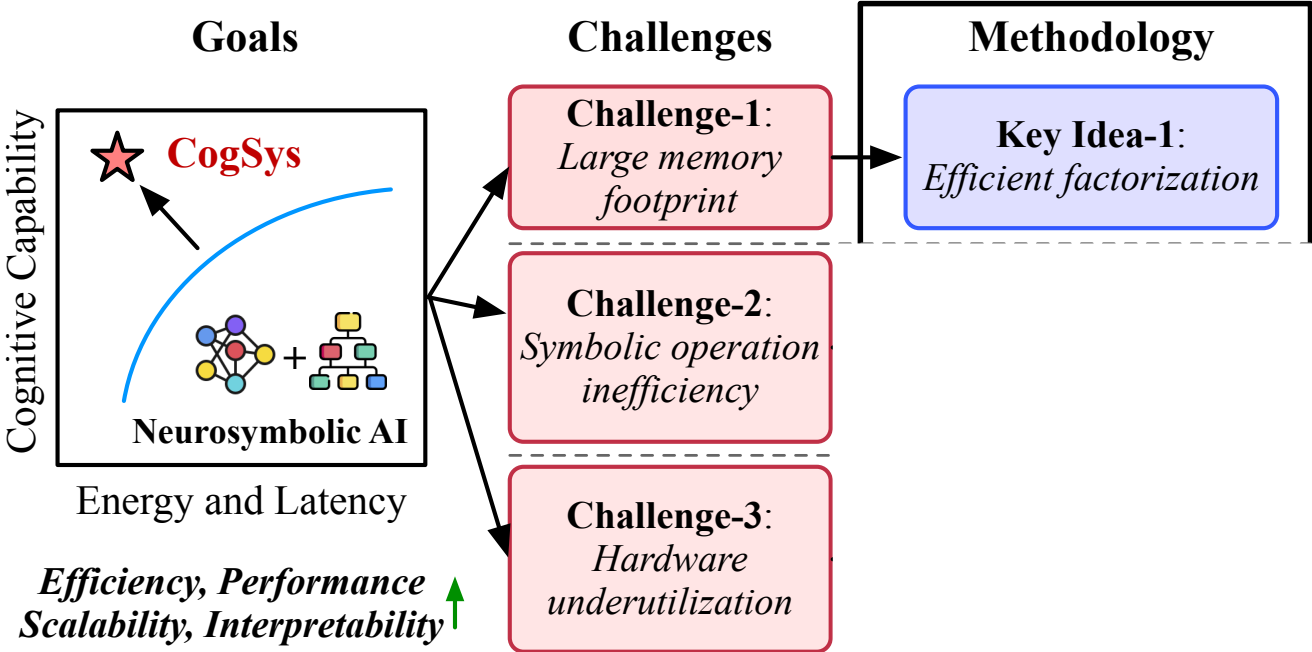 Goals
Challenges
Methodology
Cognitive Capability
CogSys
+
Neurosymbolic AI
Energy and Latency
Efficiency, Performance
Scalability, Interpretability
Challenge-1:
Large memory
footprint
Key Idea-1:
Efficient factorization
Challenge-2:
Symbolic operation
inefficiency
Challenge-3:
Hardware
underutilization